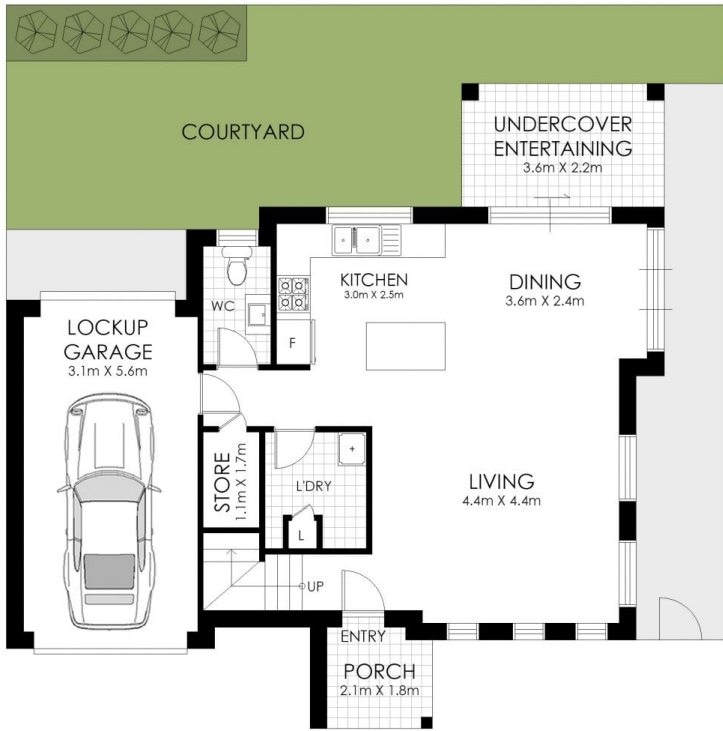 COURTYARD
UNDERCOVER
ENTERTAINING
3.6m X 2.2m
KITCHEN
3.0m X 2.5m
DINING
3.6m X 2.4m
WC
F
LOCKUP
GARAGE
3.1m X 5.6m
STORE
1.1m X 1.7m
L'DRY
L
LIVING
4.4m X 4.4m
UP
ENTRY
PORCH
2.1m X 1.8m